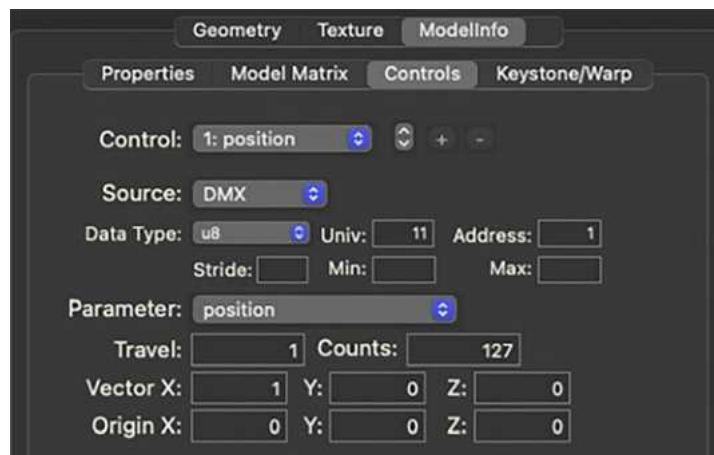 Geometry Texture ModelInfo
Properties Model Matrix Controls Keystone/Warp
Control: 1: position + -
Source: DMX
Data Type: u8 Univ: 11 Address: 1
Stride: Min: Max:
Parameter: position
Travel: 1 Counts: 127
Vector X: 1 Y: 0 Z: 0
Origin X: 0 Y: 0 Z: 0